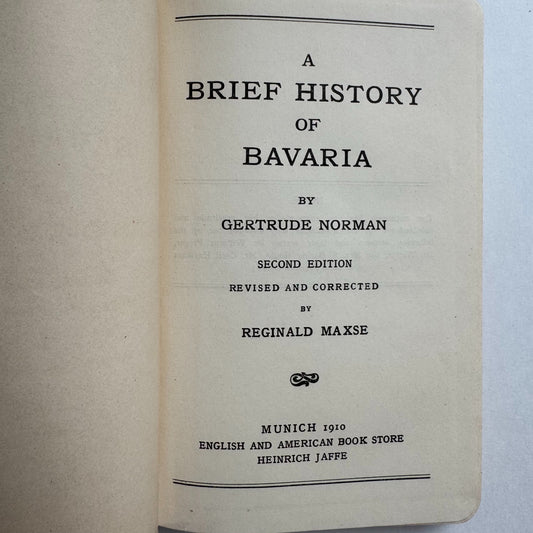 A
BRIEF HISTORY
OF
BAVARIA
BY
GERTRUDE NORMAN
SECOND EDITION
REVISED AND CORRECTED
BY
REGINALD MAXSE
MUNICH 1910
ENGLISH AND AMERICAN BOOK STORE
HEINRICH JAFFE